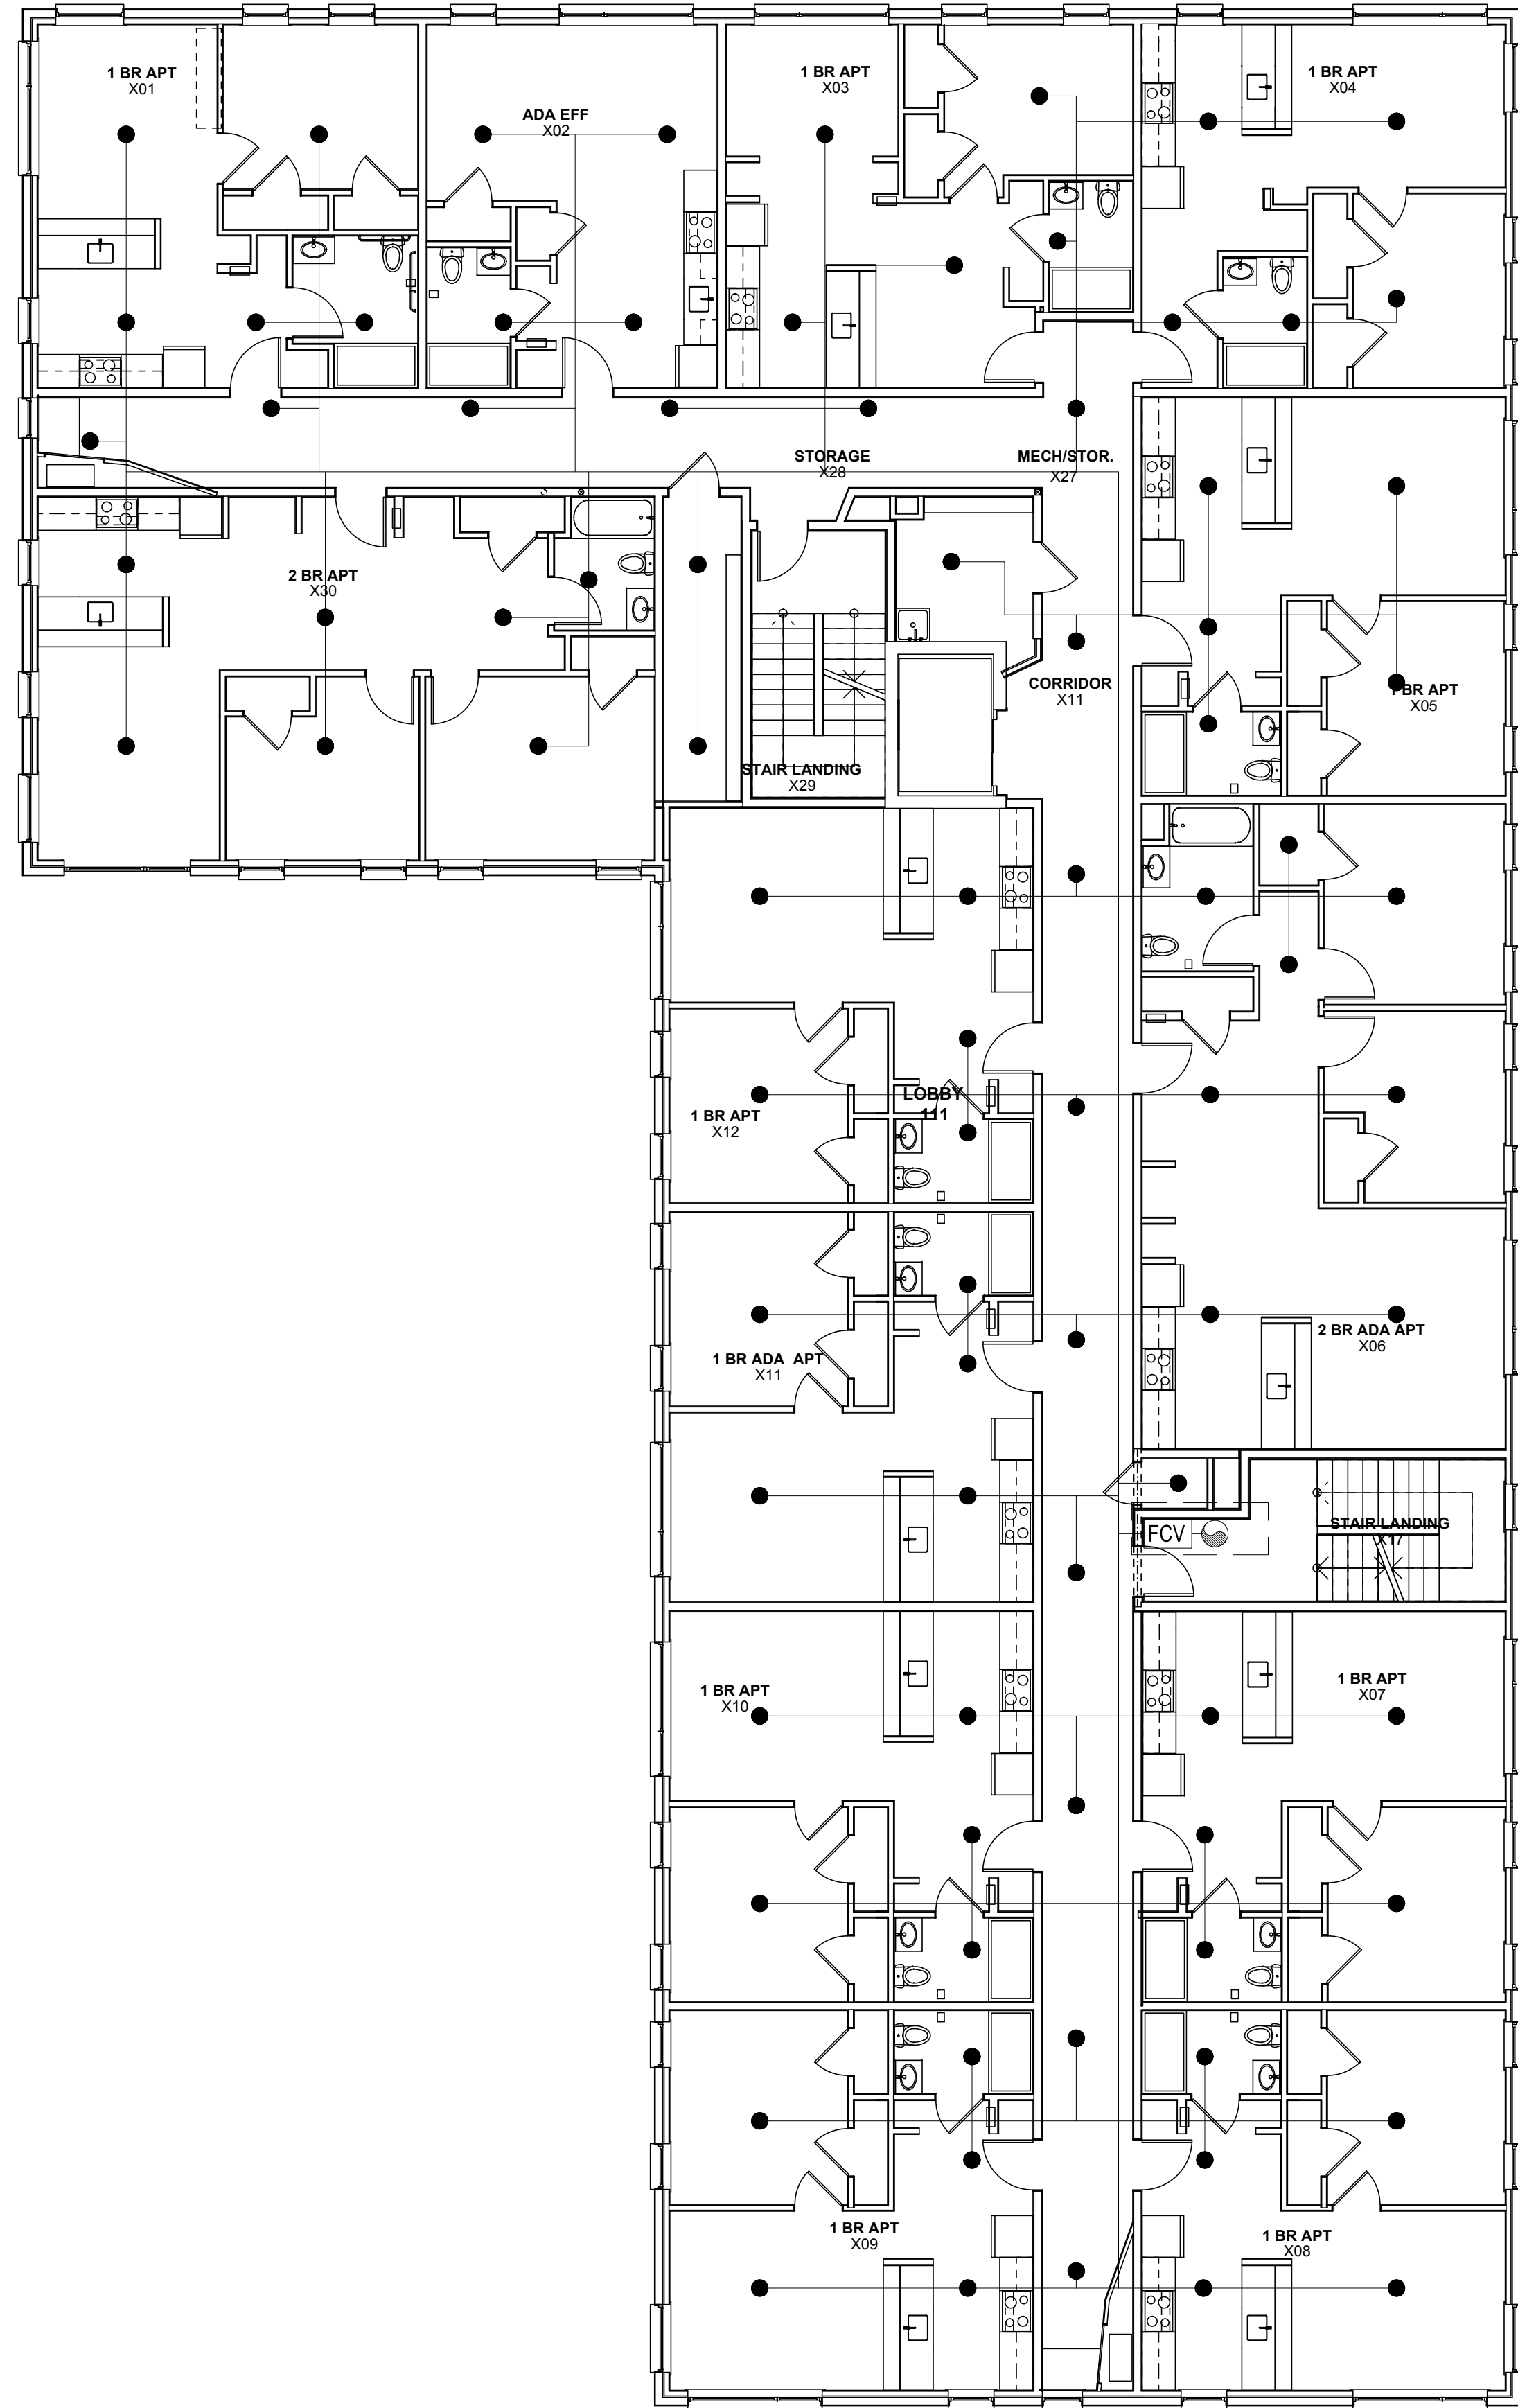 1 BR APT
X01
ADA EFF
X02
1 BR APT
X03
1 BR APT
X04
STORAGE
X28
MECH/STOR.
X27
2 BR APT
X30
CORRIDOR
X11
1 BR APT
X05
STAIR LANDING
X29
LOBBY
111
1 BR APT
X12
2 BR ADA APT
X06
1 BR ADA APT
X11
FCV
STAIR LANDING
X17
1 BR APT
X10
1 BR APT
X07
1 BR APT
X09
1 BR APT
X08